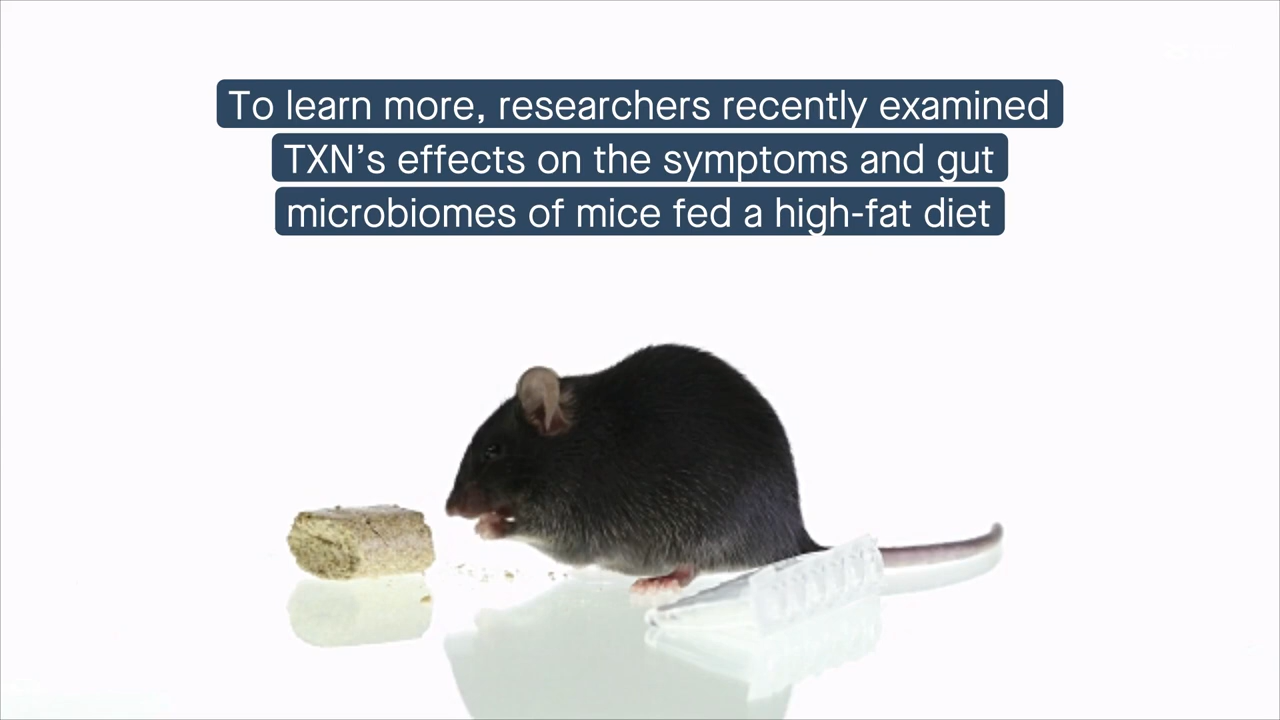 To learn more, researchers recently examined
TXN's effects on the symptoms and gut
microbiomes of mice fed a high-fat diet